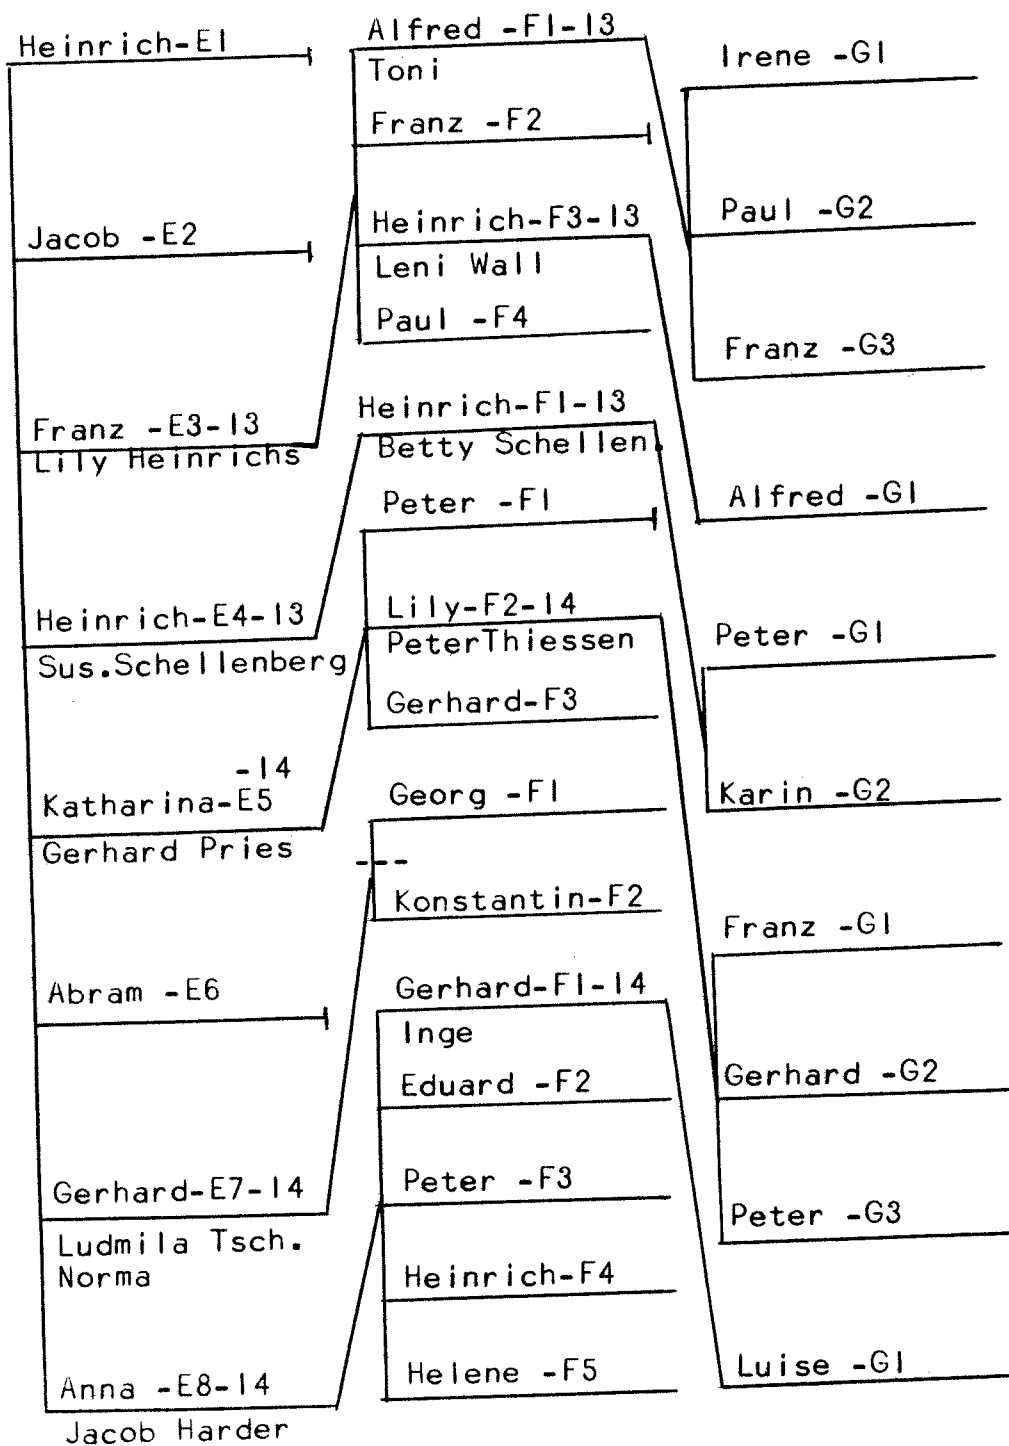 Heinrich-E1
Jacob -E2
Franz -E3-13
Lily Heinrichs
Heinrich-E4-13
Sus.Schellenberg
-14
Katharina-E5
Gerhard Pries
Abram -E6
Gerhard-E7-14
Ludmila Tsch.
Norma
Anna -E8-14
Jacob Harder
Alfred -F1-13
Toni
Franz -F2
Heinrich-F3-13
Leni Wall
Paul -F4
Heinrich-F1-13
Betty Schellen.
Peter -F1
Lily-F2-14
PeterThiessen
Gerhard-F3
Georg -F1
---
Konstantin-F2
Gerhard-F1-14
Inge
Eduard -F2
Peter -F3
Heinrich-F4
Helene -F5
Irene -G1
Paul -G2
Franz -G3
Alfred -G1
Peter -G1
Karin -G2
Franz -G1
Gerhard -G2
Peter -G3
Luise -G1